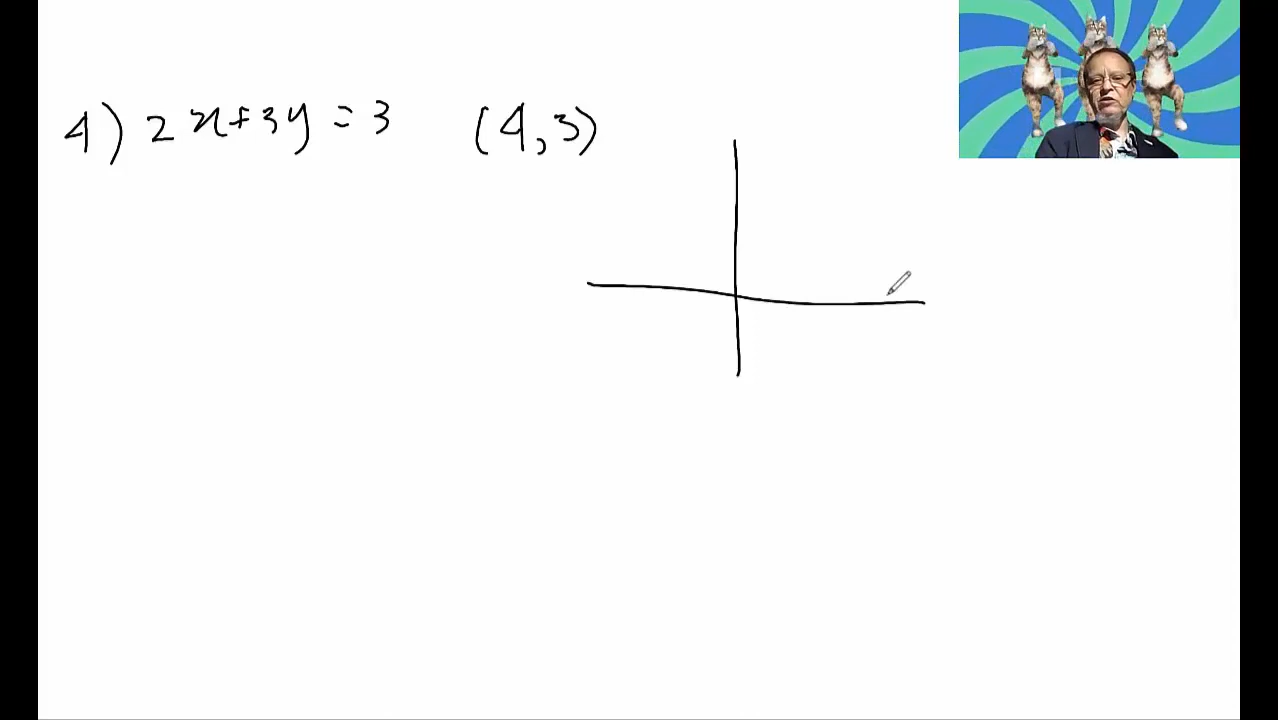 4) 2x+3y = 3 (4,3)